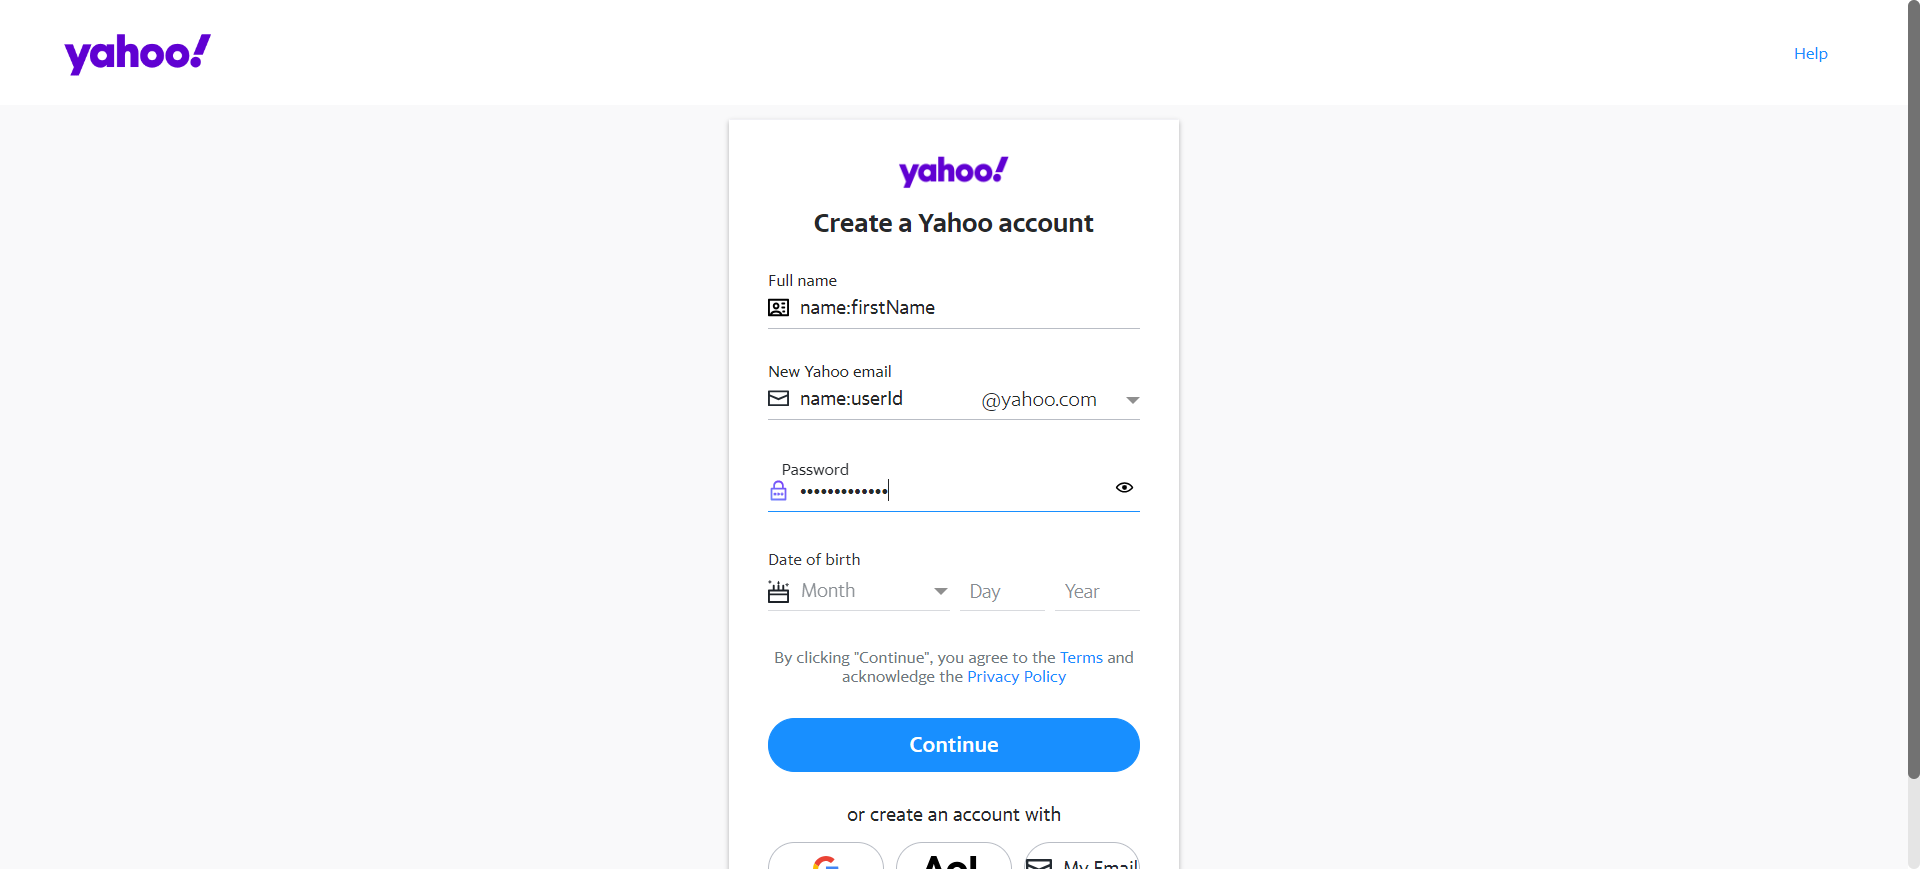 yahoo!
Help
yahoo!
Create a Yahoo account
Full name
name:firstName
New Yahoo email
name:userId @yahoo.com
Password
•••••••••••••
Date of birth
Month Day Year
By clicking "Continue", you agree to the Terms and
acknowledge the Privacy Policy
Continue
or create an account with
Aol
My Email